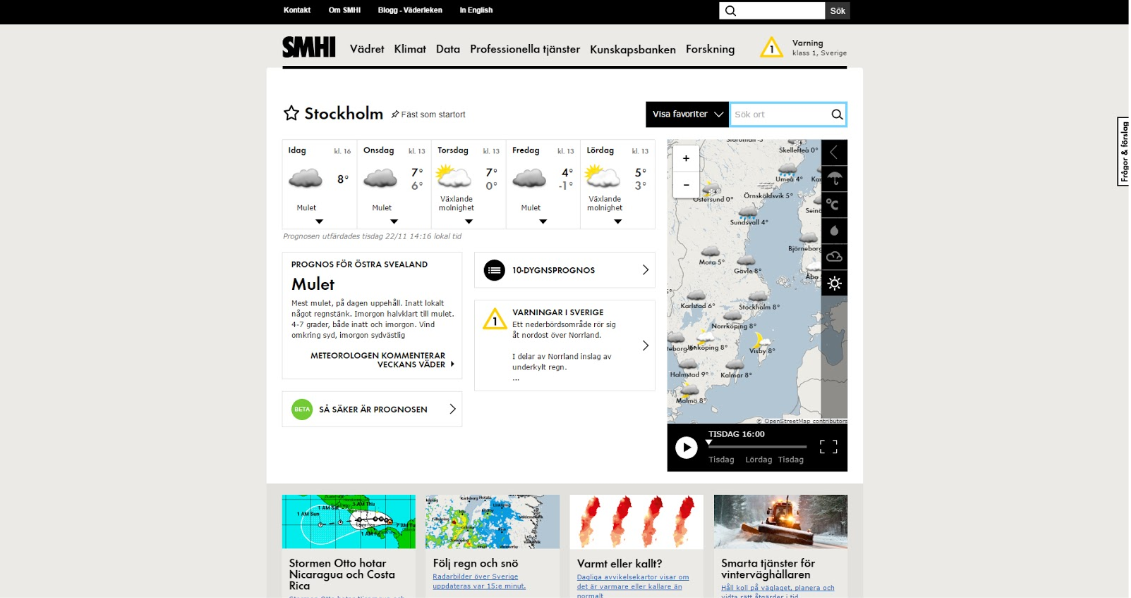 Kontakt Om SMHI Blogg - Väderleken In English
Sök
SMHI Vädret Klimat Data Professionella tjänster Kunskapsbanken Forskning
1
Varning
klass 1, Sverige
Frågor & förslag
Stockholm Fäst som startort
Visa favoriter Sök ort
Idag kl. 16
8°
Mulet
Onsdag kl. 13
7°
6°
Mulet
Torsdag kl. 13
7°
0°
Växlande
molnighet
Fredag kl. 13
4°
-1°
Mulet
Lördag kl. 13
5°
3°
Växlande
molnighet
Prognosen utfärdades tisdag 22/11 14:16 lokal tid
PROGNOS FÖR ÖSTRA SVEALAND
Mulet
Mest mulet, på dagen uppehåll. Inatt lokalt
något regnstänk. Imorgon halvklart till mulet.
4-7 grader, både inatt och imorgon. Vind
omkring syd, imorgon sydvästlig
METEOROLOGEN KOMMENTERAR
VECKANS VÄDER
BETA SÅ SÄKER ÄR PROGNOSEN
10-DYGNSPROGNOS
1
VARNINGAR I SVERIGE
Ett nederbördsområde rör sig
åt nordost över Norrland.
I delar av Norrland inslag av
underkylt regn.
...
+
-
Skellefteå 0°
Umeå 4°
Östersund 0°
Örnsköldsvik 5°
Sundsvall 4°
Björneborg
Mora 5°
Gävle 8°
Karlstad 6°
Stockholm 8°
Norrköping 8°
Visby 8°
Halmstad 9°
Kalmar 8°
Malmö 8°
°C
© OpenStreetMap contributors
TISDAG 16:00
Tisdag Lördag Tisdag
Stormen Otto hotar
Nicaragua och Costa
Rica
Följ regn och snö
Radarbilder över Sverige
uppdateras var 15:e minut.
Varmt eller kallt?
Dagliga avvikelsekartor visar om
det är varmare eller kallare än
normalt
Smarta tjänster för
vinterväghållaren
Håll koll på väglaget, planera och
vidta rätt åtgärder i tid